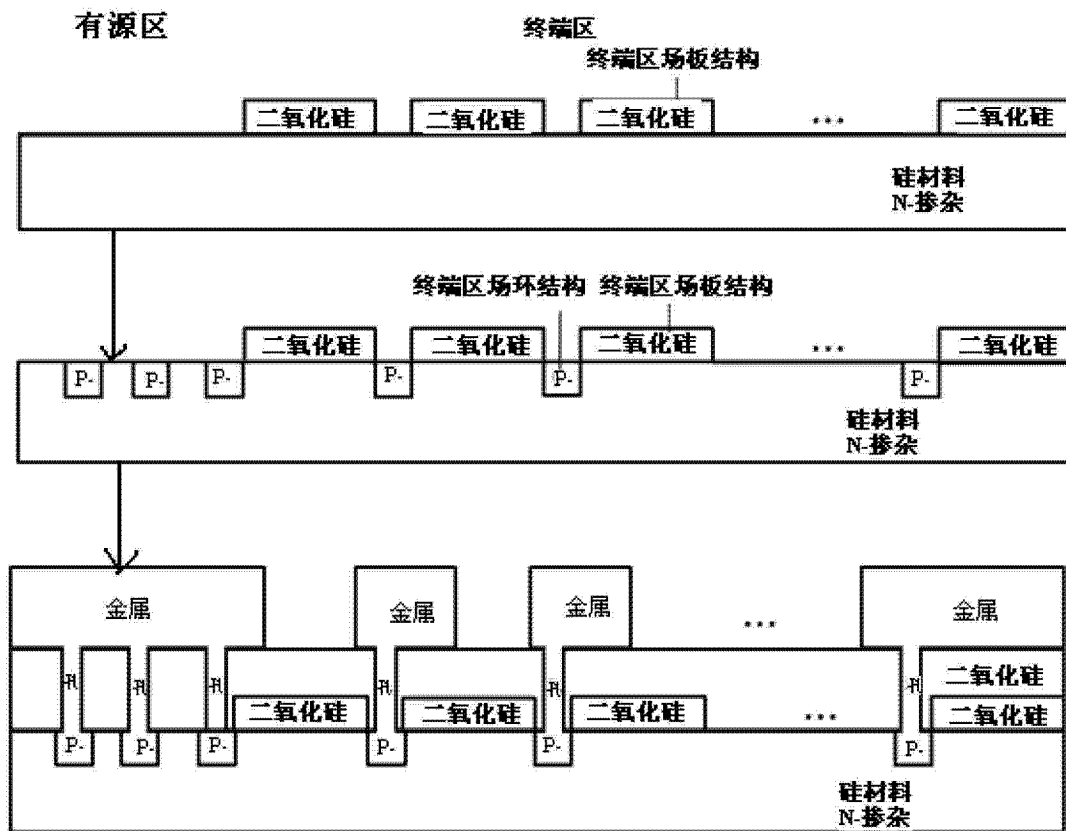 有源区
终端区
终端区场板结构
二氧化硅
二氧化硅
二氧化硅
...
二氧化硅
硅材料
N-掺杂
终端区场环结构
终端区场板结构
二氧化硅
二氧化硅
二氧化硅
...
二氧化硅
P-
P-
P-
P-
P-
P-
硅材料
N-掺杂
金属
金属
金属
...
金属
孔
孔
孔
孔
孔
孔
二氧化硅
二氧化硅
二氧化硅
二氧化硅
...
二氧化硅
P-
P-
P-
P-
P-
P-
硅材料
N-掺杂